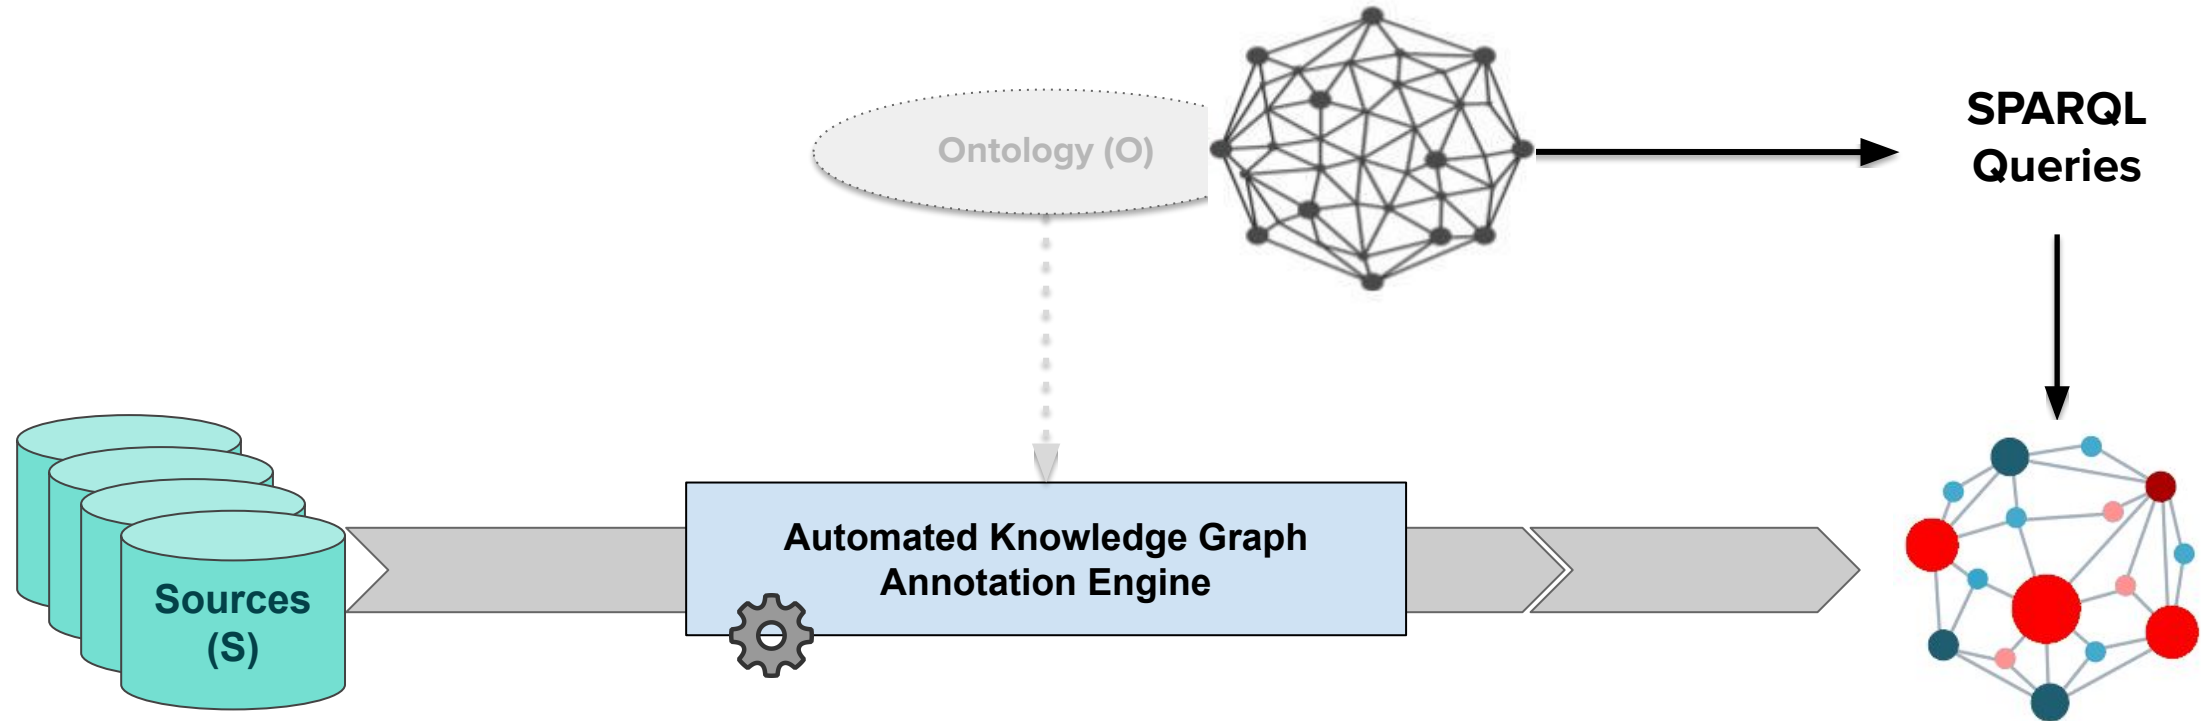 Ontology (O)
SPARQL
Queries
Automated Knowledge Graph
Annotation Engine
Sources
(S)